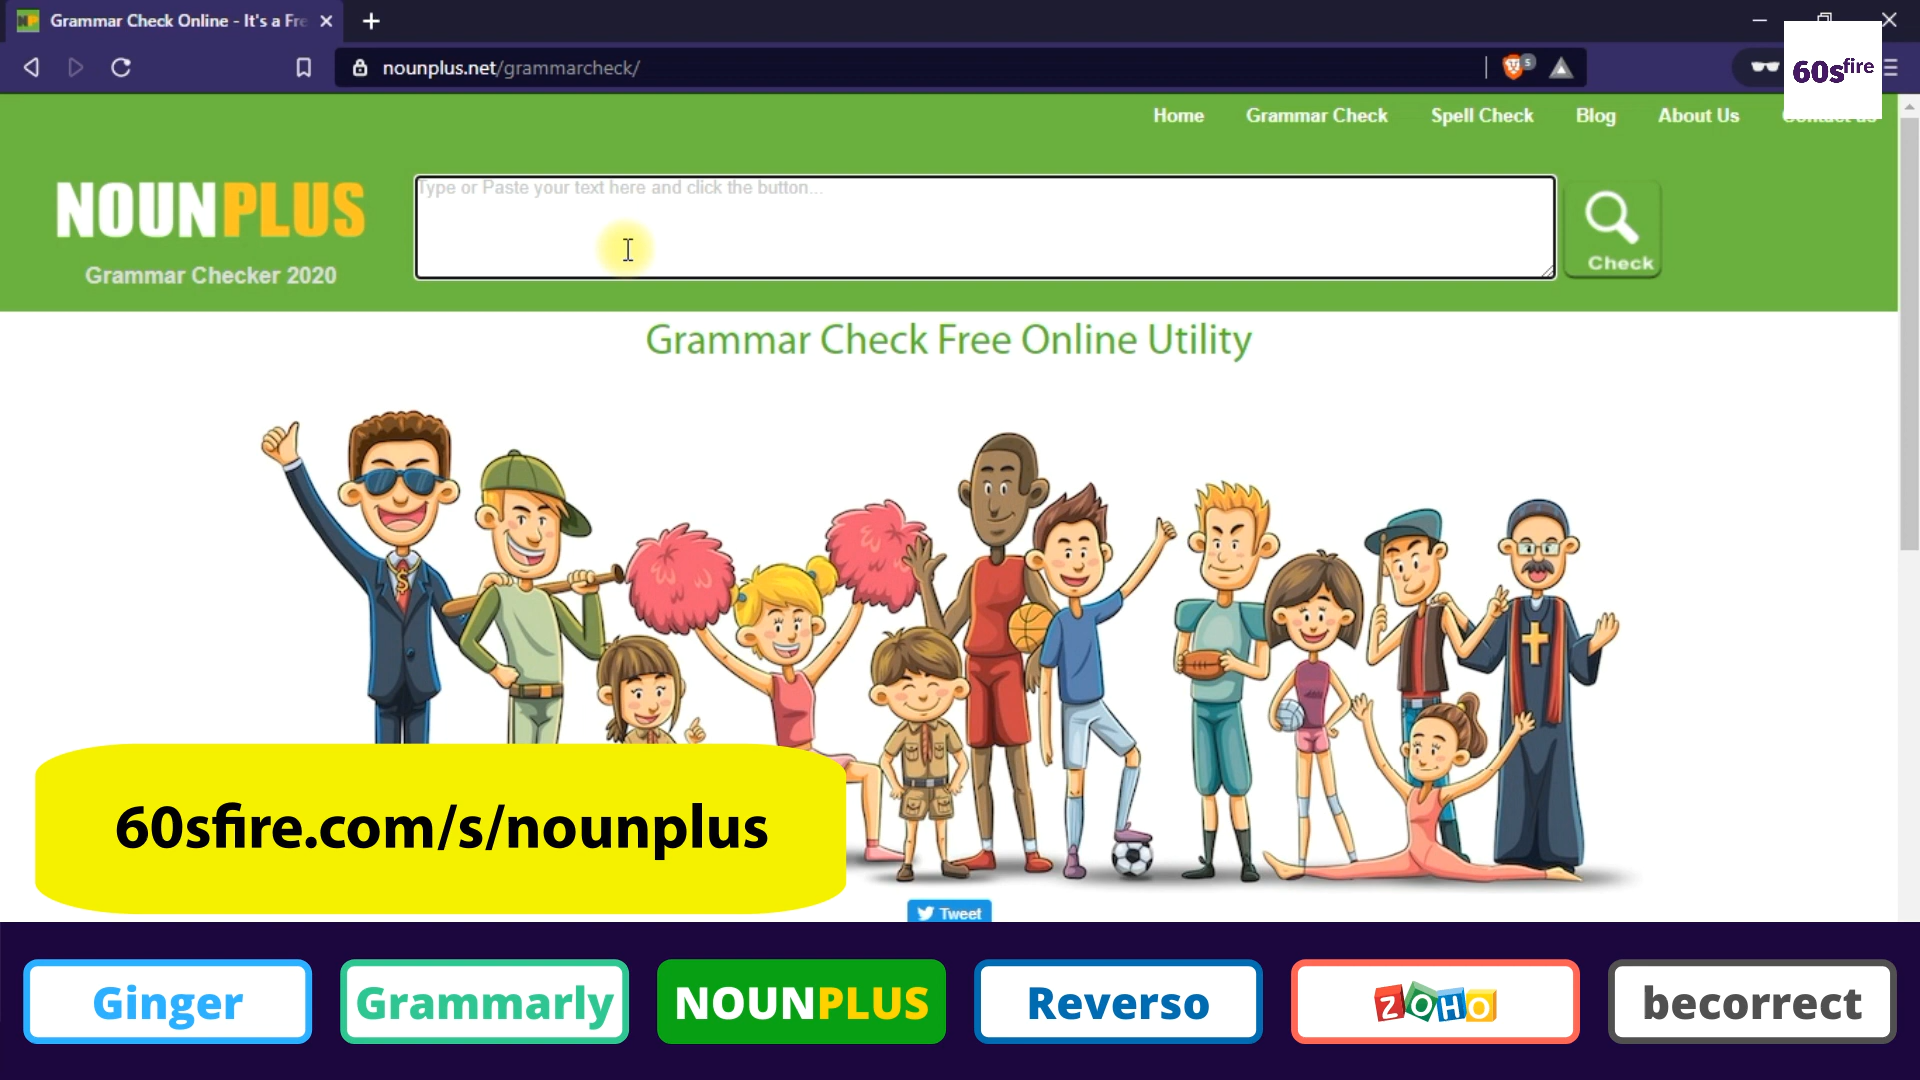 Grammar Check Online - It's a Fre
nounplus.net/grammarcheck/
5
60sfire
Home
Grammar Check
Spell Check
Blog
About Us
NOUNPLUS
Grammar Checker 2020
Type or Paste your text here and click the button...
Check
Grammar Check Free Online Utility
60sfire.com/s/nounplus
Tweet
Ginger
Grammarly
NOUNPLUS
Reverso
ZOHO
becorrect